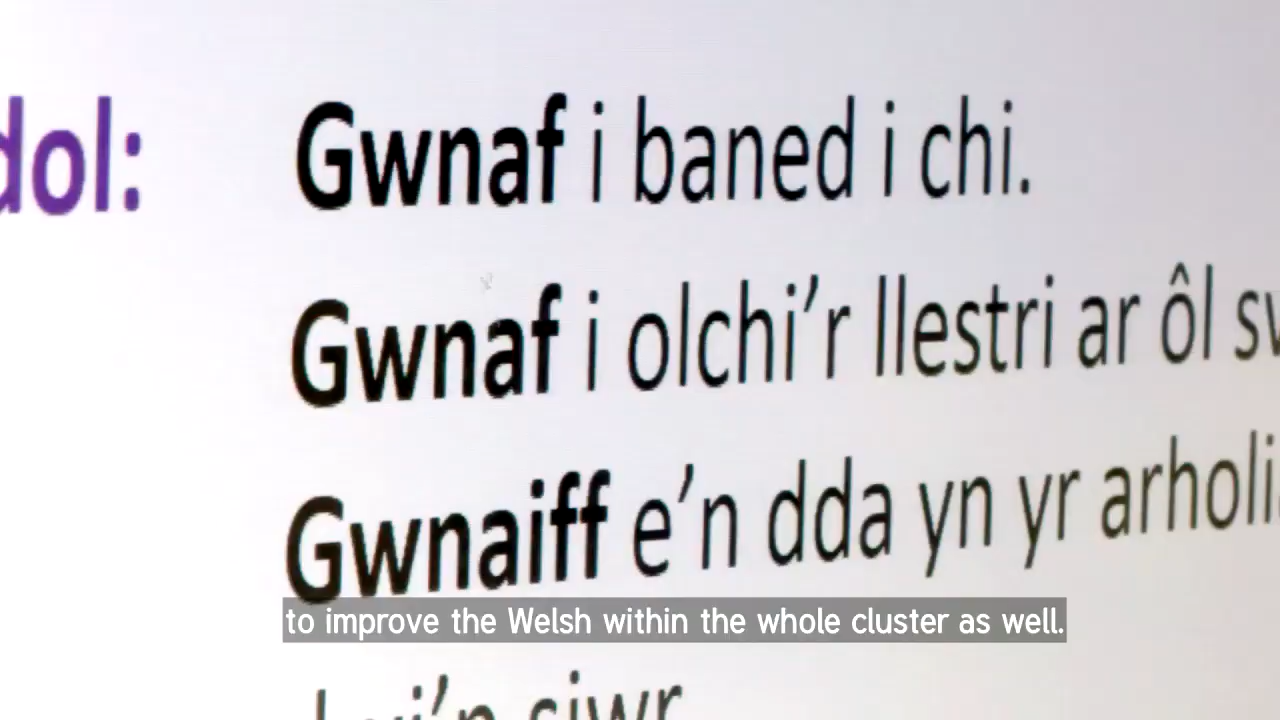 Gwnaf i baned i chi.
Gwnaf i olchi'r llestri ar ôl
Gwnaiff e'n dda yn yr
to improve the Welsh within the whole cluster as well.
siwr